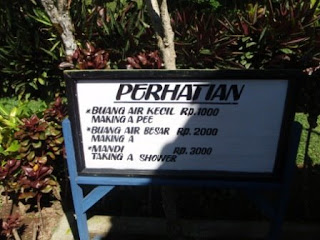 PERHATIAN
*BUANG AIR KECIL RP.1000
MAKING A PEE
*BUANG AIR BESAR RP.2000
MAKING A
*MANDI RP.3000
TAKING A SHOWER